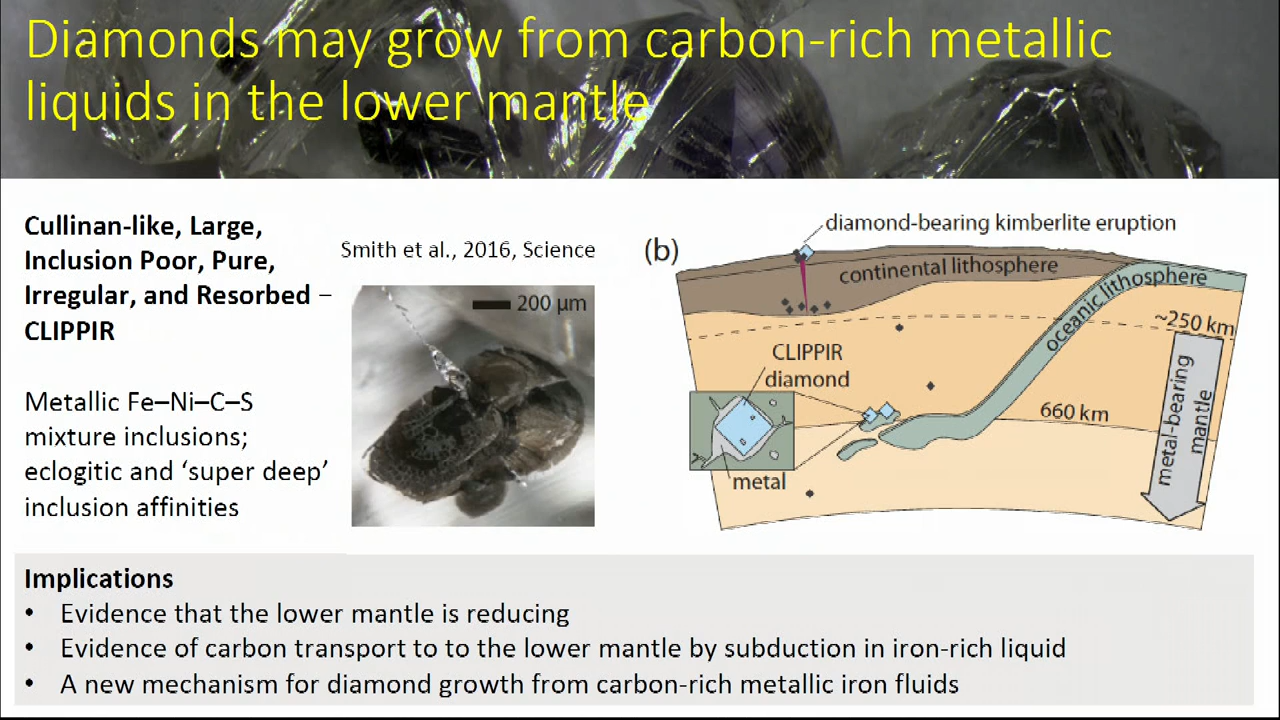 Diamonds may grow from carbon-rich metallic
liquids in the lower mantle
Cullinan-like, Large,
Inclusion Poor, Pure,
Irregular, and Resorbed –
CLIPPIR
Metallic Fe–Ni–C–S
mixture inclusions;
eclogitic and ‘super deep’
inclusion affinities
Smith et al., 2016, Science
200 µm
(b)
diamond-bearing kimberlite eruption
continental lithosphere
oceanic lithosphere
~250 km
CLIPPIR
diamond
660 km
metal-bearing
mantle
metal
Implications
• Evidence that the lower mantle is reducing
• Evidence of carbon transport to to the lower mantle by subduction in iron-rich liquid
• A new mechanism for diamond growth from carbon-rich metallic iron fluids